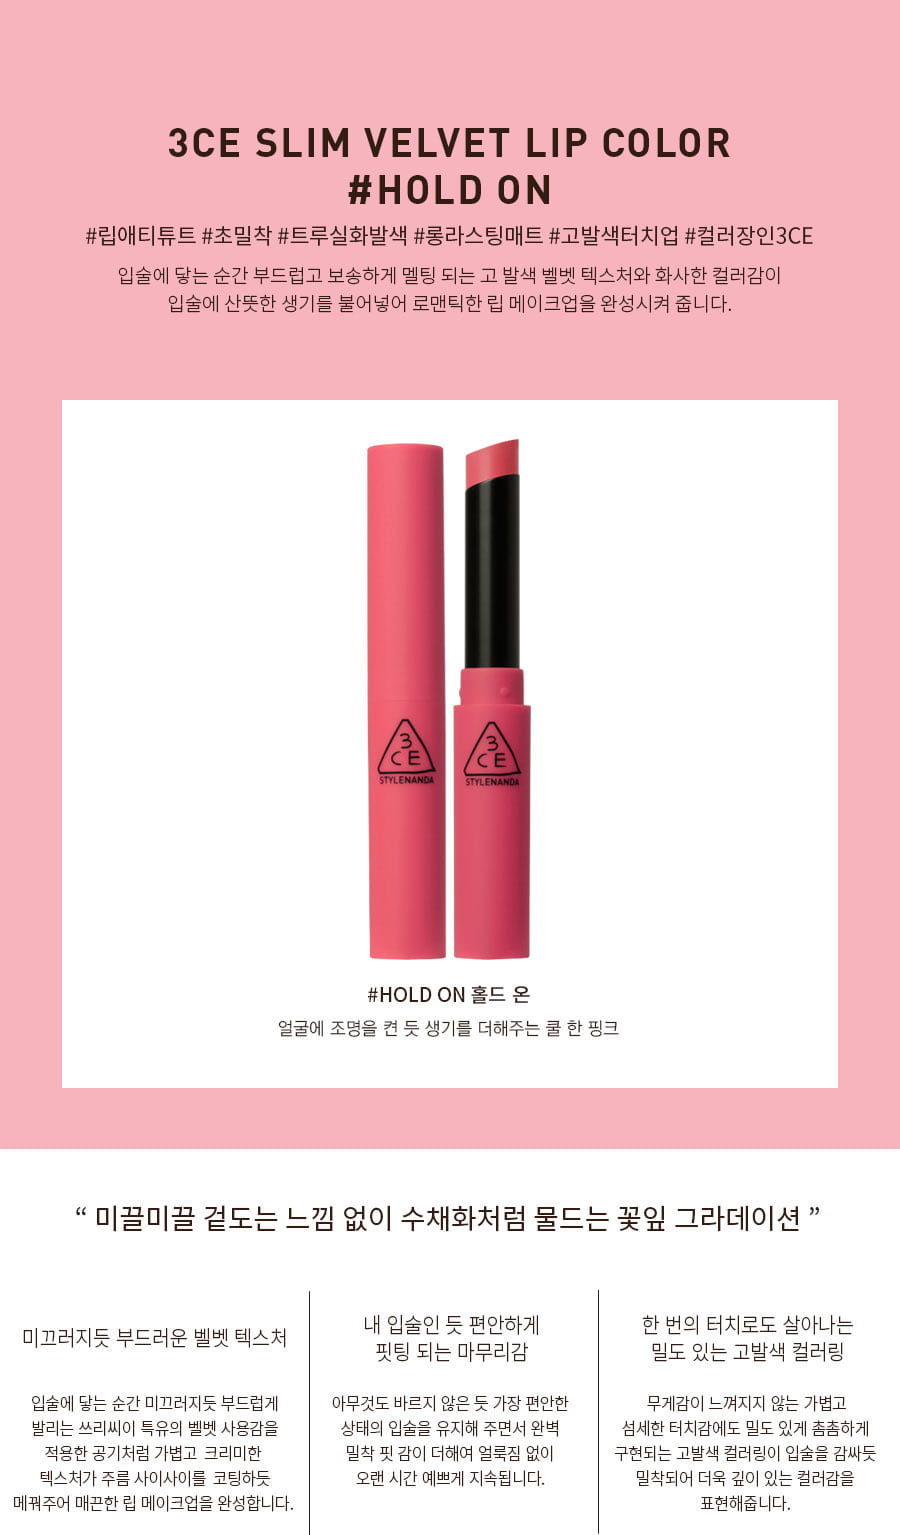 3CE SLIM VELVET LIP COLOR
#HOLD ON
#립애티튜트 #초밀착 #트루실화발색 #롱라스팅매트 #고발색터치업 #컬러장인3CE
입술에 닿는 순간 부드럽고 보송하게 멜팅 되는 고 발색 벨벳 텍스처와 화사한 컬러감이
입술에 산뜻한 생기를 불어넣어 로맨틱한 립 메이크업을 완성시켜 줍니다.
3
CE
STYLENANDA
3
CE
STYLENANDA
#HOLD ON 홀드 온
얼굴에 조명을 켠 듯 생기를 더해주는 쿨 한 핑크
“ 미끌미끌 겉도는 느낌 없이 수채화처럼 물드는 꽃잎 그라데이션 ”
미끄러지듯 부드러운 벨벳 텍스처
입술에 닿는 순간 미끄러지듯 부드럽게
발리는 쓰리씨이 특유의 벨벳 사용감을
적용한 공기처럼 가볍고 크리미한
텍스처가 주름 사이사이를 코팅하듯
메꿔주어 매끈한 립 메이크업을 완성합니다.
내 입술인 듯 편안하게
핏팅 되는 마무리감
아무것도 바르지 않은 듯 가장 편안한
상태의 입술을 유지해 주면서 완벽
밀착 핏 감이 더해여 얼룩짐 없이
오랜 시간 예쁘게 지속됩니다.
한 번의 터치로도 살아나는
밀도 있는 고발색 컬러링
무게감이 느껴지지 않는 가볍고
섬세한 터치감에도 밀도 있게 촘촘하게
구현되는 고발색 컬러링이 입술을 감싸듯
밀착되어 더욱 깊이 있는 컬러감을
표현해줍니다.